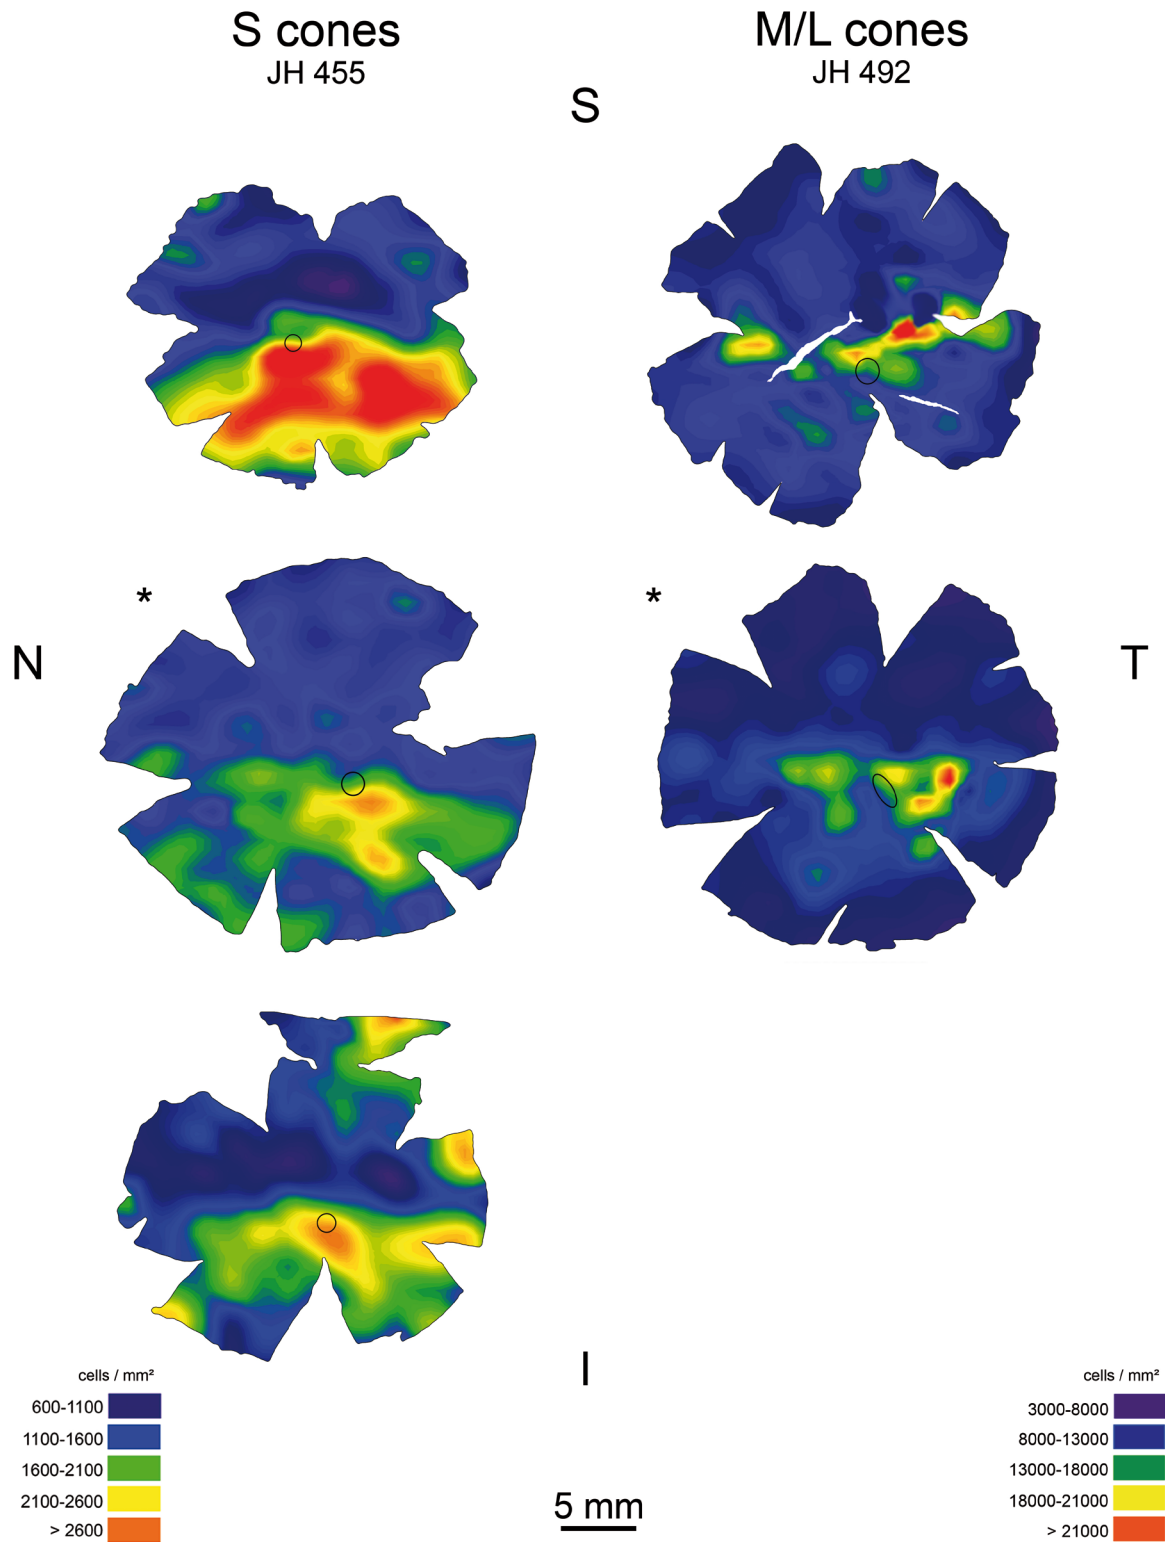 S cones
JH 455
M/L cones
JH 492
S
*
*
N
T
I
cells / mm²
600-1100
1100-1600
1600-2100
2100-2600
> 2600
5 mm
cells / mm²
3000-8000
8000-13000
13000-18000
18000-21000
> 21000